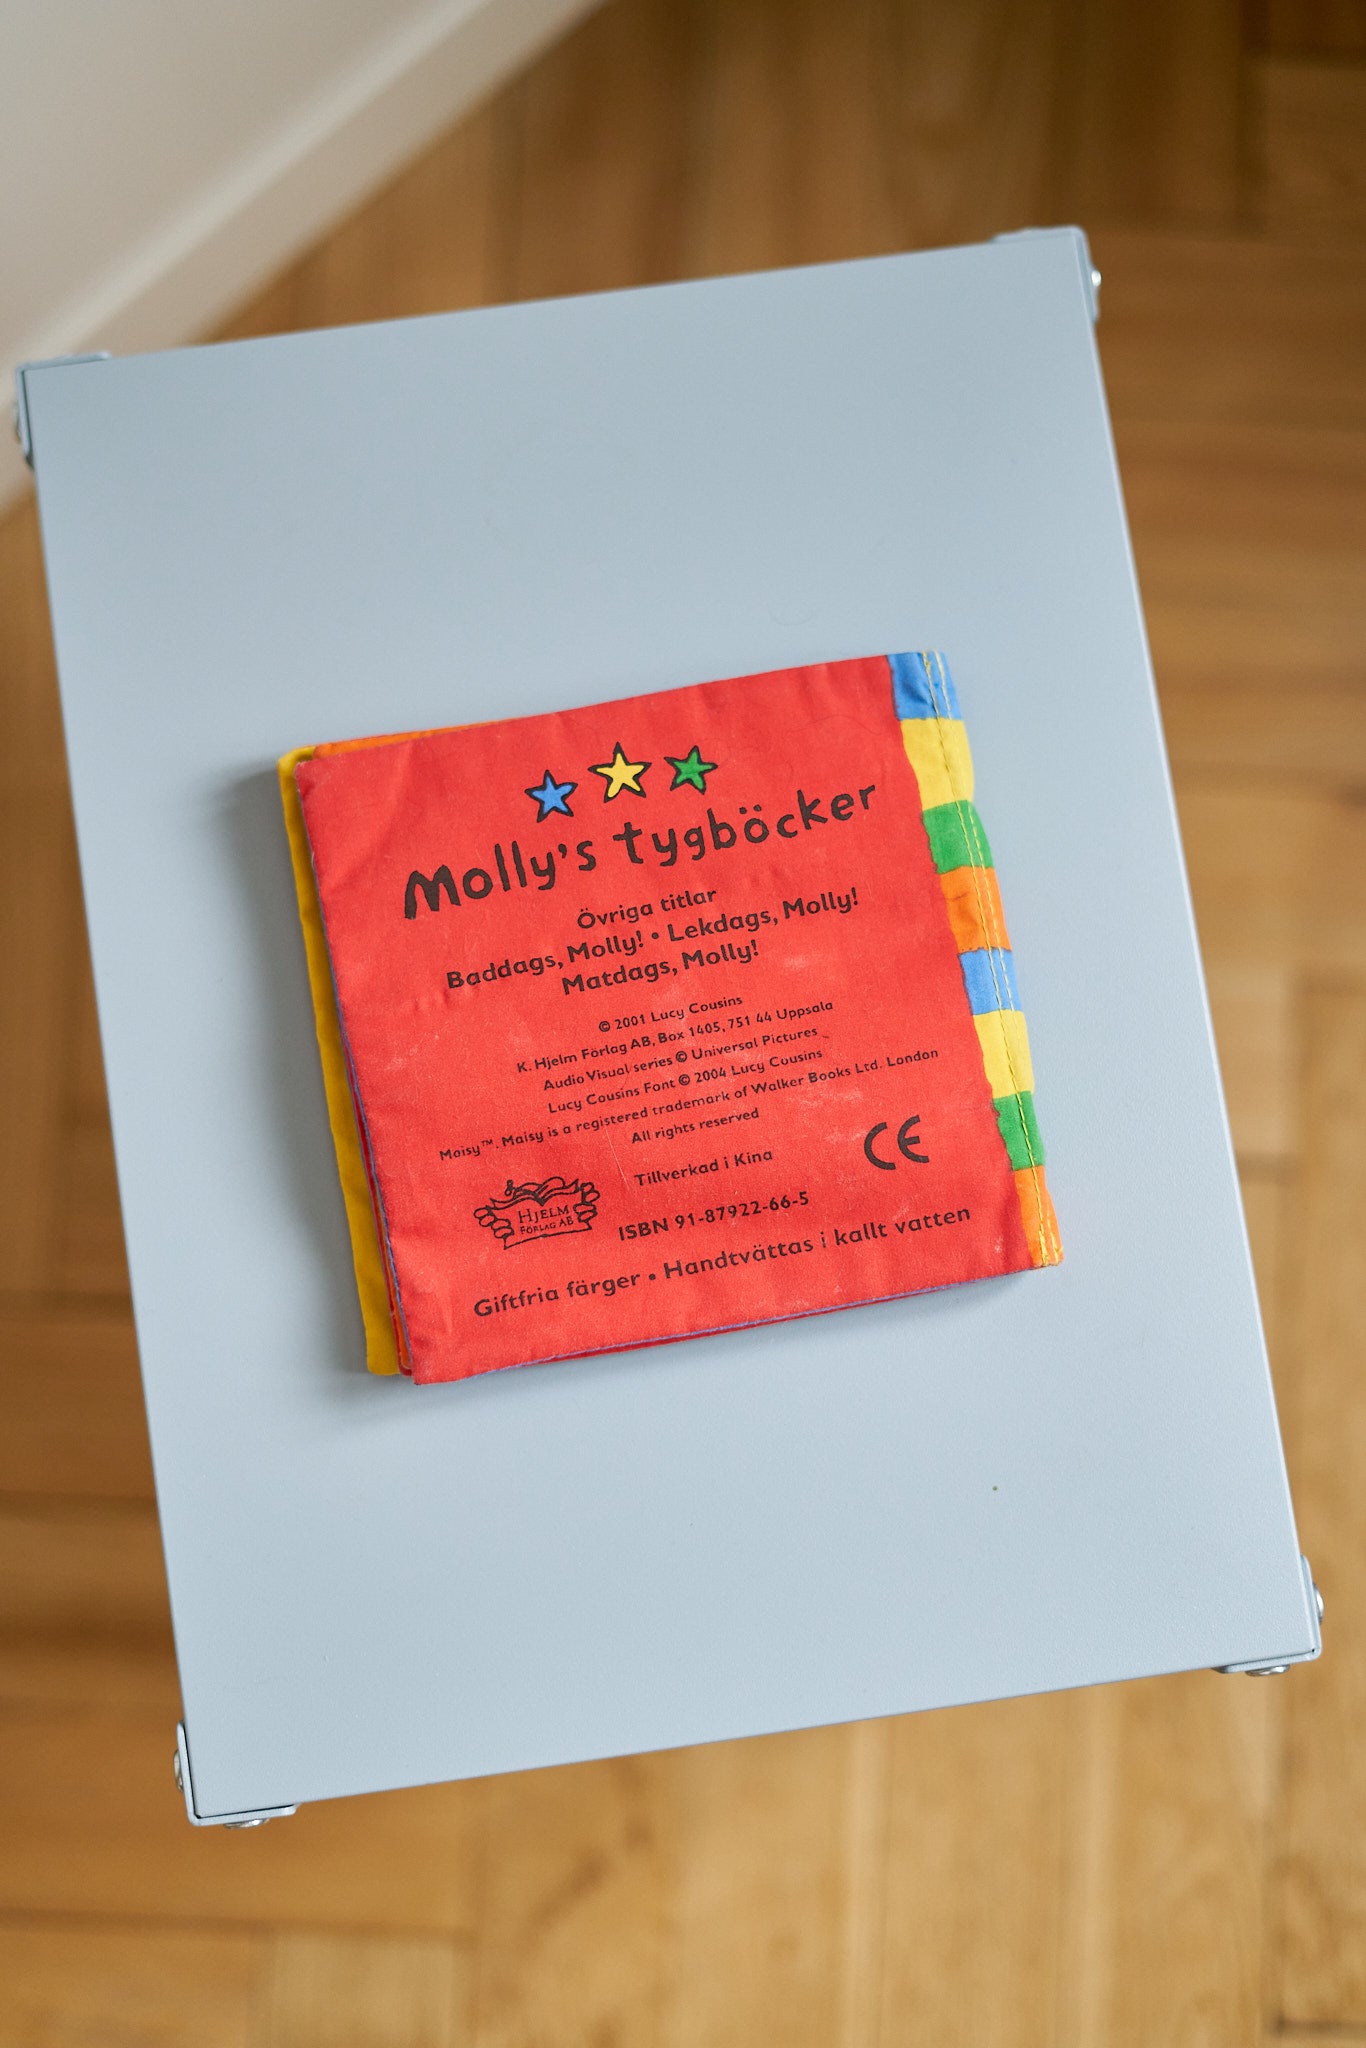 Molly's tygböcker
Övriga titlar
Baddags, Molly! • Lekdags, Molly!
Matdags, Molly!
© 2001 Lucy Cousins
K. Hjelm Förlag AB, Box 1405, 751 44 Uppsala
Audio Visual series © Universal Pictures
Lucy Cousins Font © 2004 Lucy Cousins
Maisy™. Maisy is a registered trademark of Walker Books Ltd. London
All rights reserved
Tillverkad i Kina
CE
HJELM
FÖRLAG AB
ISBN 91-87922-66-5
Giftfria färger • Handtvättas i kallt vatten